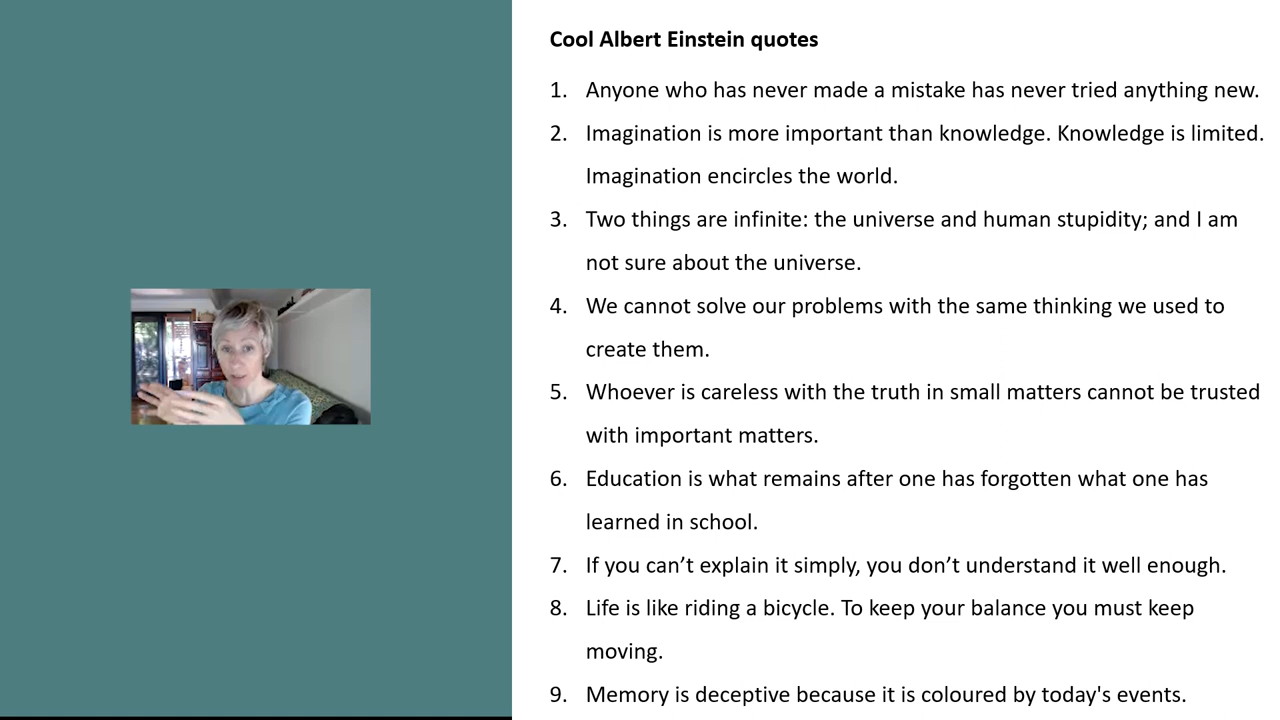 Cool Albert Einstein quotes
1. Anyone who has never made a mistake has never tried anything new.
2. Imagination is more important than knowledge. Knowledge is limited.
Imagination encircles the world.
3. Two things are infinite: the universe and human stupidity; and I am
not sure about the universe.
4. We cannot solve our problems with the same thinking we used to
create them.
5. Whoever is careless with the truth in small matters cannot be trusted
with important matters.
6. Education is what remains after one has forgotten what one has
learned in school.
7. If you can’t explain it simply, you don’t understand it well enough.
8. Life is like riding a bicycle. To keep your balance you must keep
moving.
9. Memory is deceptive because it is coloured by today's events.